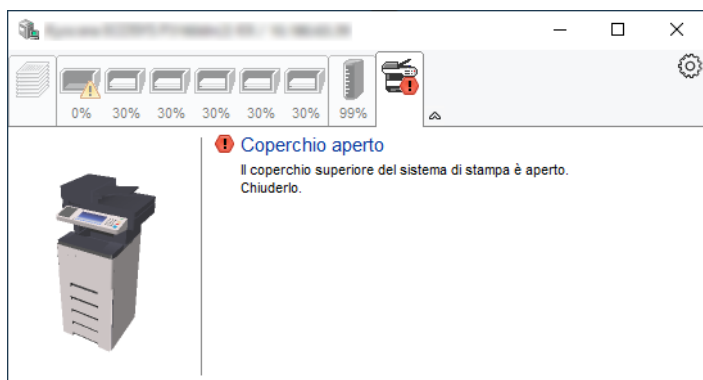 0% 30% 30% 30% 30% 30% 99%
Coperchio aperto
Il coperchio superiore del sistema di stampa è aperto.
Chiuderlo.